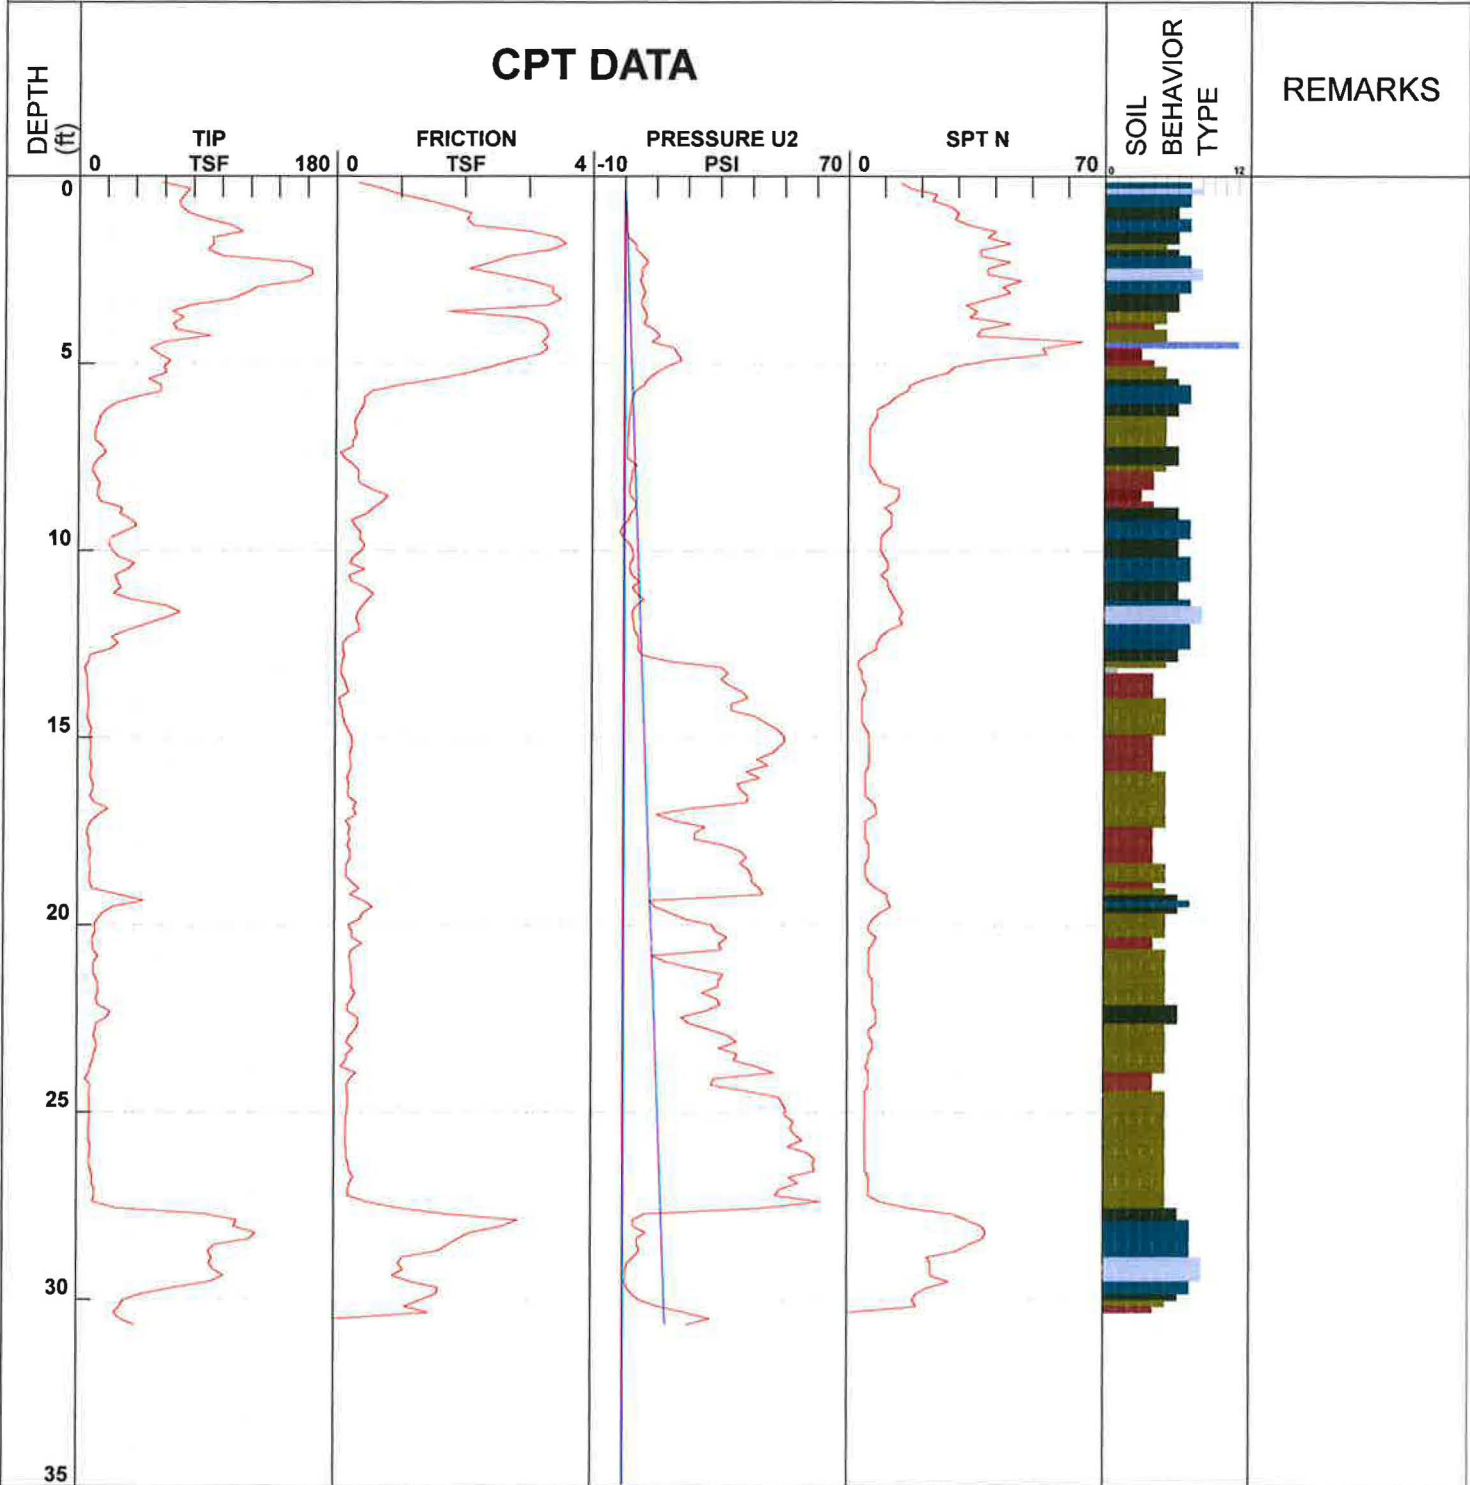 CPT DATA
DEPTH
(ft)
SOIL
BEHAVIOR
TYPE
REMARKS
TIP
FRICTION
PRESSURE U2
SPT N
0 TSF 180
0 TSF 4
-10 PSI 70
0 70
0 12
0
5
10
15
20
25
30
35